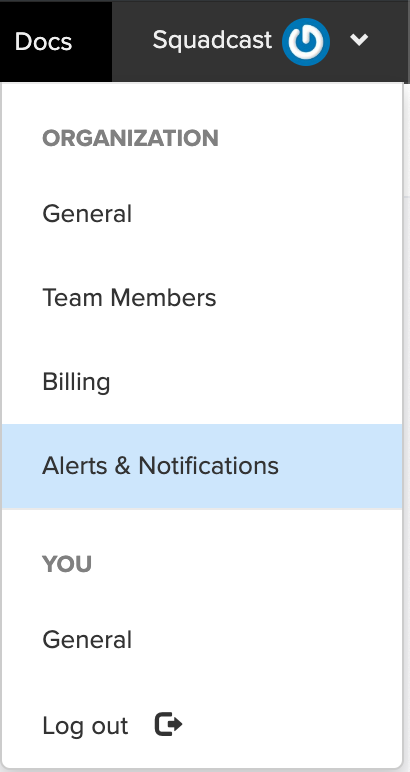 Docs
Squadcast
ORGANIZATION
General
Team Members
Billing
Alerts & Notifications
YOU
General
Log out